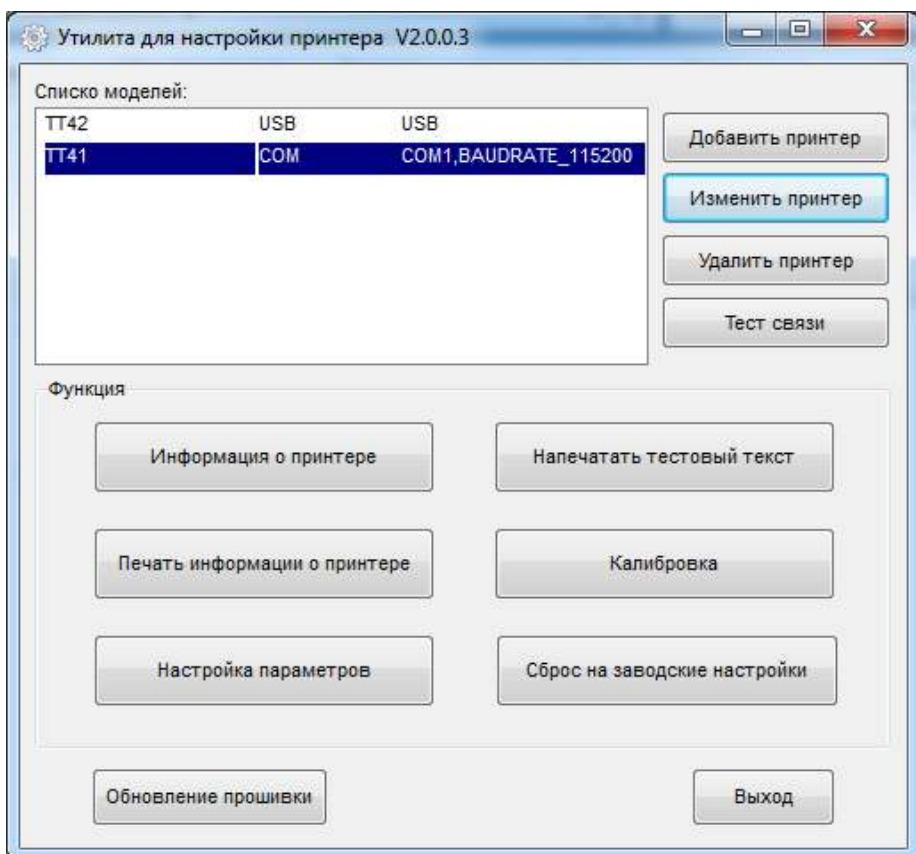 Утилита для настройки принтера V2.0.0.3
Списко моделей:
TT42 USB USB
TT41 COM COM1,BAUDRATE_115200
Добавить принтер
Изменить принтер
Удалить принтер
Тест связи
Функция
Информация о принтере
Напечатать тестовый текст
Печать информации о принтере
Калибровка
Настройка параметров
Сброс на заводские настройки
Обновление прошивки
Выход